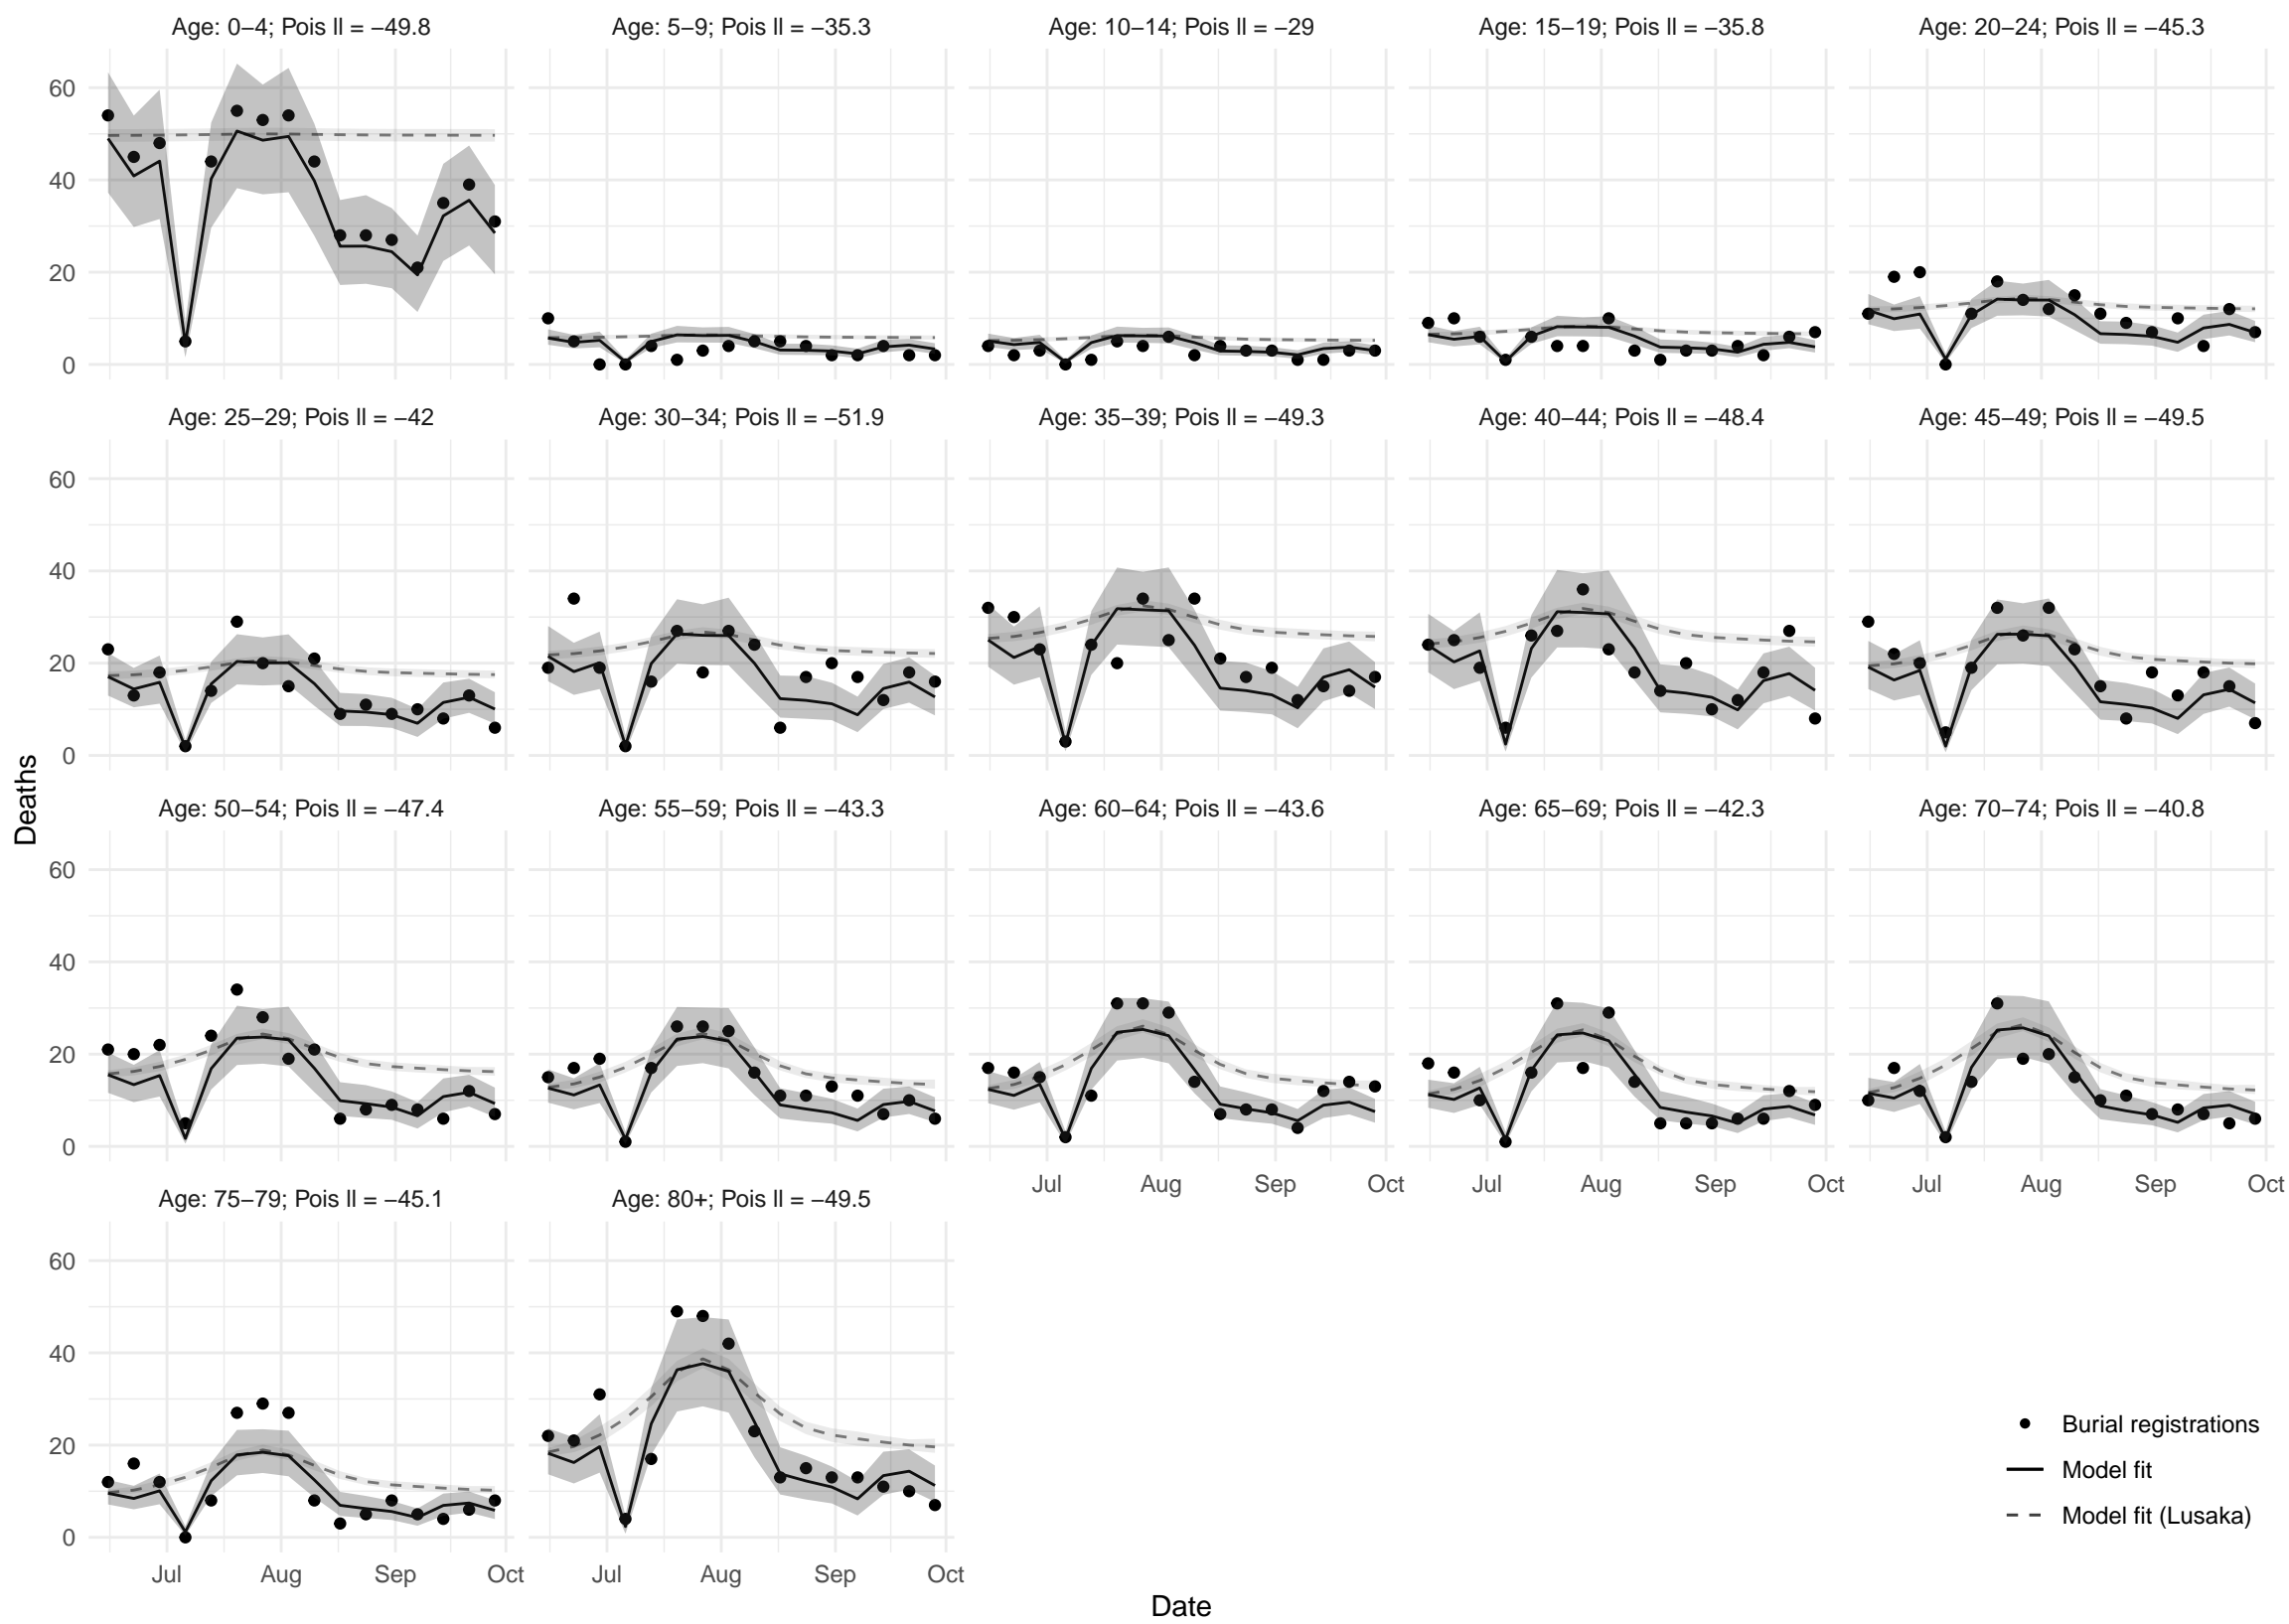 Age: 0–4; Pois ll = −49.8
Age: 5–9; Pois ll = −35.3
Age: 10–14; Pois ll = −29
Age: 15–19; Pois ll = −35.8
Age: 20–24; Pois ll = −45.3
60
40
20
0
Age: 25–29; Pois ll = −42
Age: 30–34; Pois ll = −51.9
Age: 35–39; Pois ll = −49.3
Age: 40–44; Pois ll = −48.4
Age: 45–49; Pois ll = −49.5
60
40
20
0
Deaths
Age: 50–54; Pois ll = −47.4
Age: 55–59; Pois ll = −43.3
Age: 60–64; Pois ll = −43.6
Age: 65–69; Pois ll = −42.3
Age: 70–74; Pois ll = −40.8
60
40
20
0
Jul Aug Sep Oct
Jul Aug Sep Oct
Jul Aug Sep Oct
Age: 75–79; Pois ll = −45.1
Age: 80+; Pois ll = −49.5
60
40
20
0
Jul Aug Sep Oct
Jul Aug Sep Oct
Burial registrations
Model fit
Model fit (Lusaka)
Date